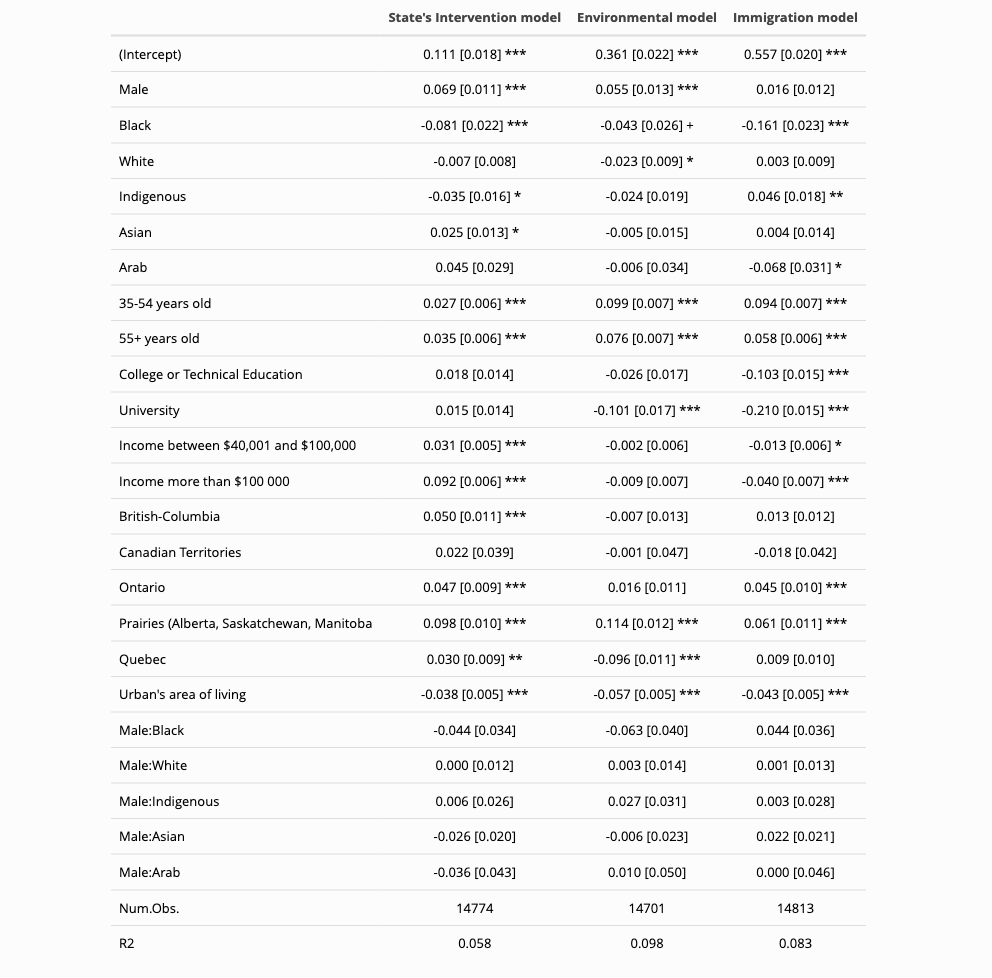 State's Intervention model Environmental model Immigration model
(Intercept) 0.111 [0.018] *** 0.361 [0.022] *** 0.557 [0.020] ***
Male 0.069 [0.011] *** 0.055 [0.013] *** 0.016 [0.012]
Black -0.081 [0.022] *** -0.043 [0.026] + -0.161 [0.023] ***
White -0.007 [0.008] -0.023 [0.009] * 0.003 [0.009]
Indigenous -0.035 [0.016] * -0.024 [0.019] 0.046 [0.018] **
Asian 0.025 [0.013] * -0.005 [0.015] 0.004 [0.014]
Arab 0.045 [0.029] -0.006 [0.034] -0.068 [0.031] *
35-54 years old 0.027 [0.006] *** 0.099 [0.007] *** 0.094 [0.007] ***
55+ years old 0.035 [0.006] *** 0.076 [0.007] *** 0.058 [0.006] ***
College or Technical Education 0.018 [0.014] -0.026 [0.017] -0.103 [0.015] ***
University 0.015 [0.014] -0.101 [0.017] *** -0.210 [0.015] ***
Income between $40,001 and $100,000 0.031 [0.005] *** -0.002 [0.006] -0.013 [0.006] *
Income more than $100 000 0.092 [0.006] *** -0.009 [0.007] -0.040 [0.007] ***
British-Columbia 0.050 [0.011] *** -0.007 [0.013] 0.013 [0.012]
Canadian Territories 0.022 [0.039] -0.001 [0.047] -0.018 [0.042]
Ontario 0.047 [0.009] *** 0.016 [0.011] 0.045 [0.010] ***
Prairies (Alberta, Saskatchewan, Manitoba 0.098 [0.010] *** 0.114 [0.012] *** 0.061 [0.011] ***
Quebec 0.030 [0.009] ** -0.096 [0.011] *** 0.009 [0.010]
Urban's area of living -0.038 [0.005] *** -0.057 [0.005] *** -0.043 [0.005] ***
Male:Black -0.044 [0.034] -0.063 [0.040] 0.044 [0.036]
Male:White 0.000 [0.012] 0.003 [0.014] 0.001 [0.013]
Male:Indigenous 0.006 [0.026] 0.027 [0.031] 0.003 [0.028]
Male:Asian -0.026 [0.020] -0.006 [0.023] 0.022 [0.021]
Male:Arab -0.036 [0.043] 0.010 [0.050] 0.000 [0.046]
Num.Obs. 14774 14701 14813
R2 0.058 0.098 0.083